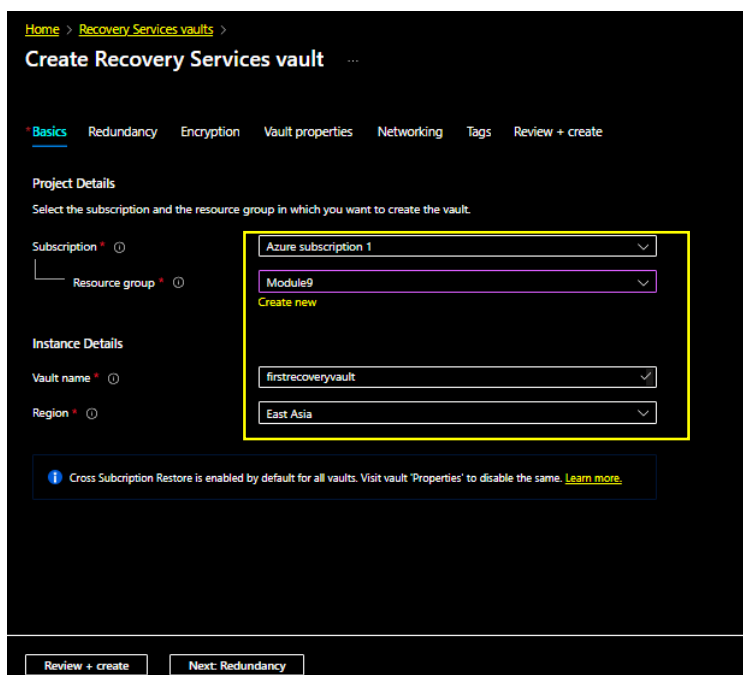 Home > Recovery Services vaults >
Create Recovery Services vault ...
* Basics Redundancy Encryption Vault properties Networking Tags Review + create
Project Details
Select the subscription and the resource group in which you want to create the vault.
Subscription * Azure subscription 1
Resource group * Module9
Create new
Instance Details
Vault name * firstrecoveryvault
Region * East Asia
Cross Subcription Restore is enabled by default for all vaults. Visit vault 'Properties' to disable the same. Learn more.
Review + create Next: Redundancy